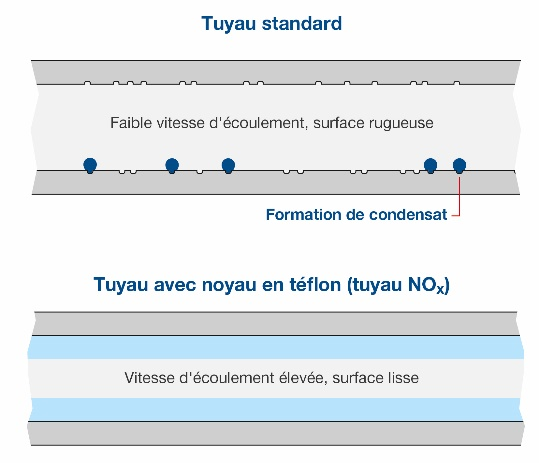 Tuyau standard
Faible vitesse d'écoulement, surface rugueuse
Formation de condensat
Tuyau avec noyau en téflon (tuyau NOx)
Vitesse d'écoulement élevée, surface lisse